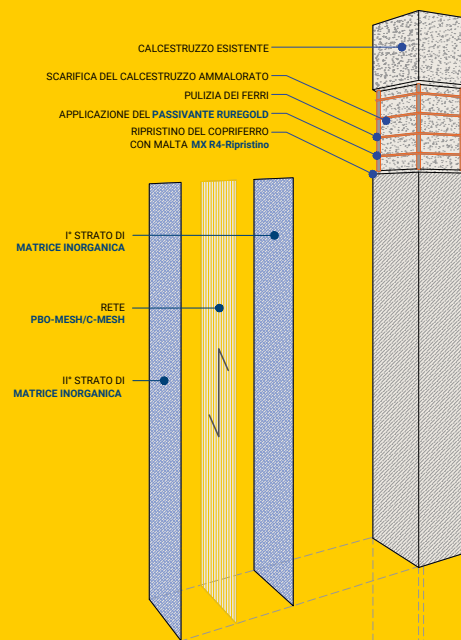 CALCESTRUZZO ESISTENTE
SCARIFICA DEL CALCESTRUZZO AMMALORATO
PULIZIA DEI FERRI
APPLICAZIONE DEL PASSIVANTE RUREGOLD
RIPRISTINO DEL COPRIFERRO
CON MALTA MX R4-Ripristino
I° STRATO DI
MATRICE INORGANICA
RETE
PBO-MESH/C-MESH
II° STRATO DI
MATRICE INORGANICA